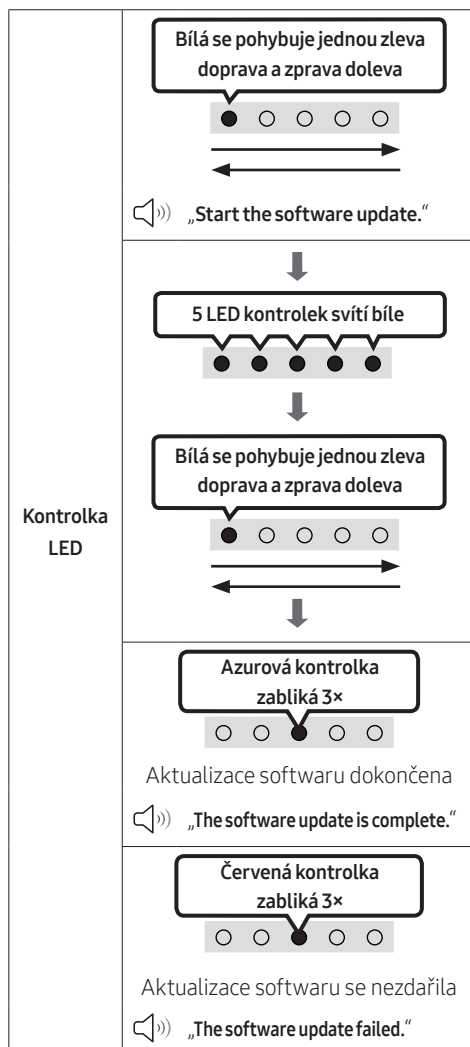 Bílá se pohybuje jednou zleva
doprava a zprava doleva
„Start the software update.“
5 LED kontrolek svítí bíle
Bílá se pohybuje jednou zleva
doprava a zprava doleva
Kontrolka
LED
Azurová kontrolka
zabliká 3×
Aktualizace softwaru dokončena
„The software update is complete.“
Červená kontrolka
zabliká 3×
Aktualizace softwaru se nezdařila
„The software update failed.“